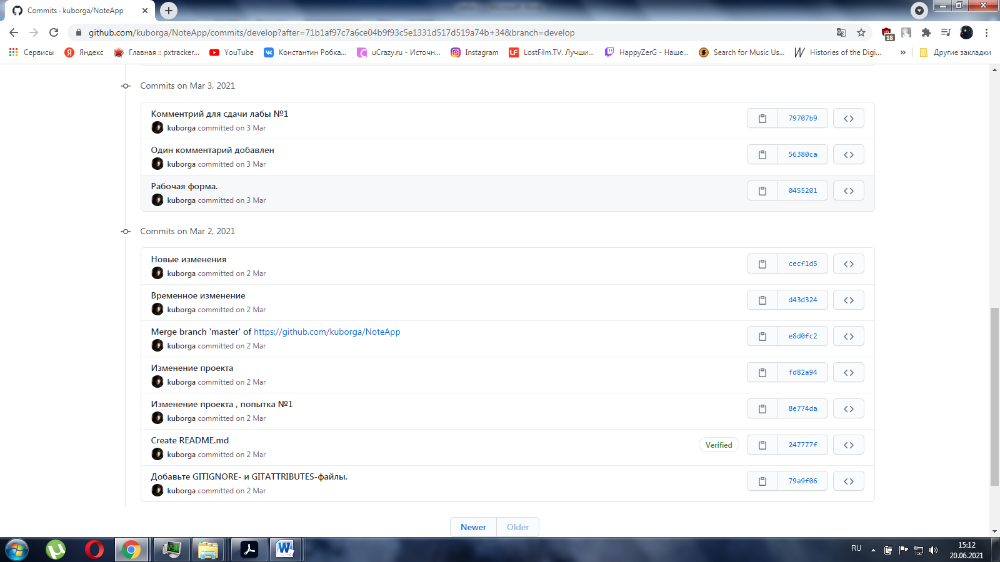 Commits · kuborga/NoteApp
github.com/kuborga/NoteApp/commits/develop?after=71b1af97c7a6ce04b9f93c5e1331d517d519a74b+34&branch=develop
18
Сервисы
Яндекс
Главная :: pxtracker...
YouTube
Константин Робка...
uCrazy.ru - Источн...
Instagram
LostFilm.TV. Лучши...
HappyZerG - Наше...
Search for Music Us...
Histories of the Digi...
»
Другие закладки
Commits on Mar 3, 2021
Комментрий для сдачи лабы №1
kuborga committed on 3 Mar
79707b9
Один комментарий добавлен
kuborga committed on 3 Mar
56380ca
Рабочая форма.
kuborga committed on 3 Mar
0455201
Commits on Mar 2, 2021
Новые изменения
kuborga committed on 2 Mar
cecf1d5
Временное изменение
kuborga committed on 2 Mar
d43d324
Merge branch 'master' of https://github.com/kuborga/NoteApp
kuborga committed on 2 Mar
e8d0fc2
Изменение проекта
kuborga committed on 2 Mar
fd82a94
Изменение проекта , попытка №1
kuborga committed on 2 Mar
8e774da
Create README.md
kuborga committed on 2 Mar
Verified
247777f
Добавьте GITIGNORE- и GITATTRIBUTES-файлы.
kuborga committed on 2 Mar
79a9f06
Newer
Older
RU
15:12
20.06.2021